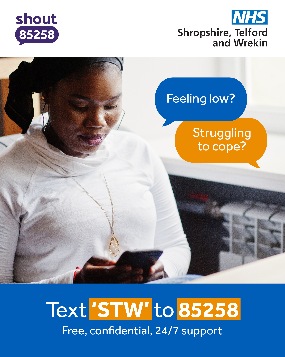 shout
85258
NHS
Shropshire, Telford
and Wrekin
Feeling low?
Struggling
to cope?
Text 'STW' to 85258
Free, confidential, 24/7 support